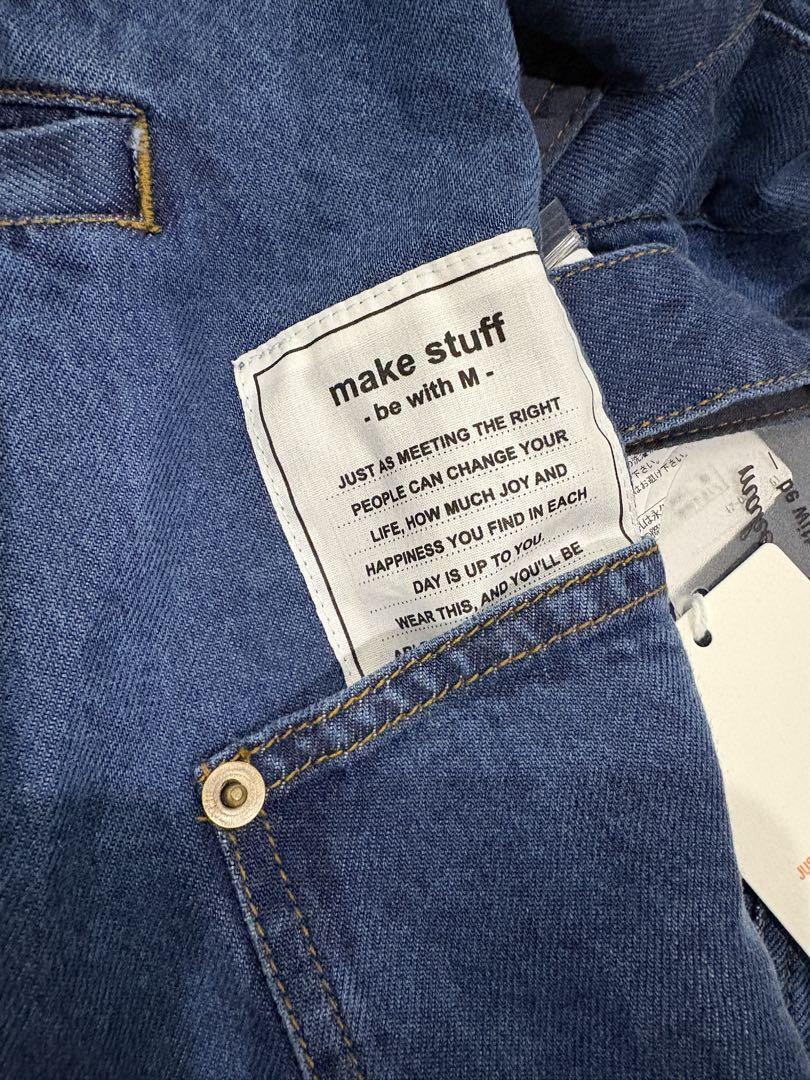 make stuff
- be with M -
JUST AS MEETING THE RIGHT
PEOPLE CAN CHANGE YOUR
LIFE, HOW MUCH JOY AND
HAPPINESS YOU FIND IN EACH
DAY IS UP TO YOU.
WEAR THIS, AND YOU'LL BE